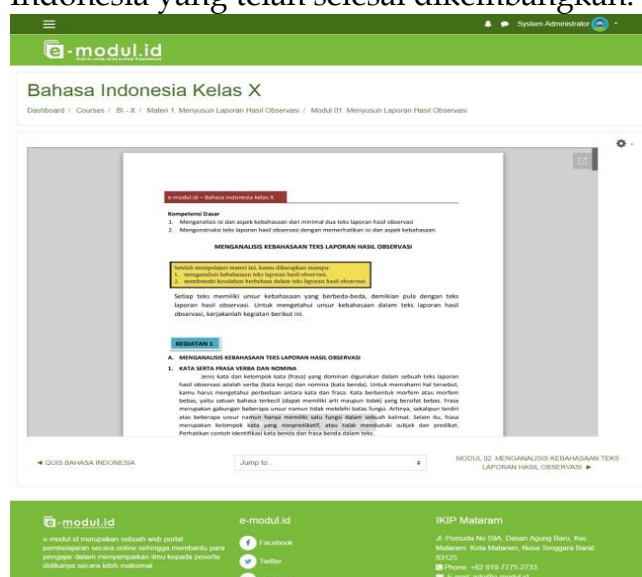 Indonesia yang telah selesai dikembangkan.
System Administrator
e-modul.id
Bahasa Indonesia Kelas X
Dashboard / Courses / BI - X / Materi 1. Menyusun Laporan Hasil Observasi / Modul 01. Menyusun Laporan Hasil Observasi
e-modul.id – Bahasa Indonesia Kelas X
Kompetensi Dasar
1. Menganalisis isi dan aspek kebahasaan dari minimal dua teks laporan hasil observasi
2. Mengonstruksi teks laporan hasil observasi dengan memerhatikan isi dan aspek kebahasaan.
MENGANALISIS KEBAHASAAN TEKS LAPORAN HASIL OBSERVASI
Setelah mempelajari materi ini, kamu diharapkan mampu:
1. menganalisis kebahasaan teks laporan hasil observasi;
2. membenahi kesalahan berbahasa dalam teks laporan hasil observasi.
Setiap teks memiliki unsur kebahasaan yang berbeda-beda, demikian pula dengan teks
laporan hasil observasi. Untuk mengetahui unsur kebahasaan dalam teks laporan hasil
observasi, kerjakanlah kegiatan berikut ini.
KEGIATAN 1
A. MENGANALISIS KEBAHASAAN TEKS LAPORAN HASIL OBSERVASI
1. KATA SERTA FRASA VERBA DAN NOMINA
Jenis kata dan kelompok kata (frasa) yang dominan digunakan dalam sebuah teks laporan
hasil observasi adalah verba (kata kerja) dan nomina (kata benda). Untuk memahami hal tersebut,
kamu harus mengetahui perbedaan antara kata dan frasa. Kata berbentuk morfem atau morfem
bebas, yaitu satuan bahasa terkecil (dapat memiliki arti maupun tidak) yang bersifat bebas. Frasa
merupakan gabungan beberapa unsur namun tidak melebihi batas fungsi. Artinya, sekalipun terdiri
atas beberapa unsur namun hanya memiliki satu fungsi dalam sebuah kalimat. Selain itu, frasa
merupakan kelompok kata yang nonpredikatif, atau tidak menduduki subjek dan predikat.
Perhatikan contoh identifikasi kata benda dan frasa benda dalam teks.
◄ QUIS BAHASA INDONESIA
Jump to...
MODUL 02. MENGANALISIS KEBAHASAAN TEKS
LAPORAN HASIL OBSERVASI ►
e-modul.id
e-modul.id merupakan sebuah web portal
pembelajaran secara online sehingga membantu para
pengajar dalam menyampaikan ilmu kepada peserta
didikanya secara lebih maksimal
e-modul.id
Facebook
Twitter
IKIP Mataram
Jl. Pemuda No 59A, Dasan Agung Baru, Kec.
Mataram, Kota Mataram, Nusa Tenggara Barat.
83125
Phone: +62 819-7775-2733
E-mail: info@e-modul.id